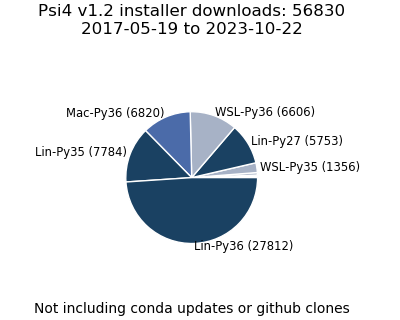 Psi4 v1.2 installer downloads: 56830
2017-05-19 to 2023-10-22
Mac-Py36 (6820)
WSL-Py36 (6606)
Lin-Py27 (5753)
Lin-Py35 (7784)
WSL-Py35 (1356)
Lin-Py36 (27812)
Not including conda updates or github clones